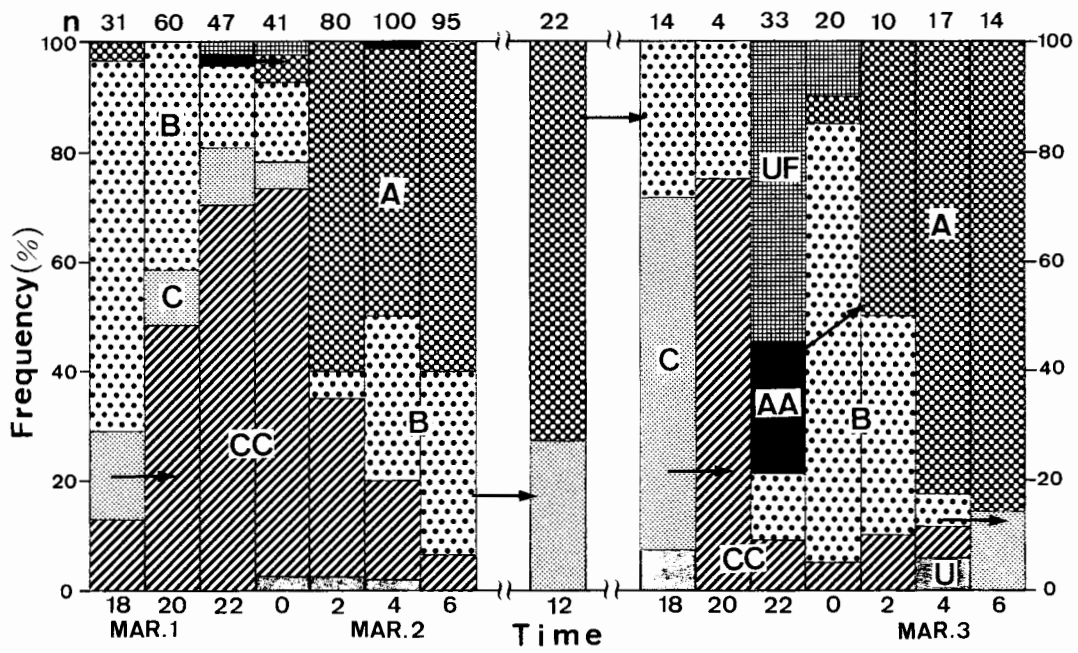 n 31 60 47 41 80 100 95 22 14 4 33 20 10 17 14
100 100
B
80 80
UF
A A
60 60
C
C
40 40
AA
B B
CC
20 20
CC U
0 0
18 20 22 0 2 4 6 12 18 20 22 0 2 4 6
MAR.1 MAR.2 MAR.3
Time
Frequency (%)